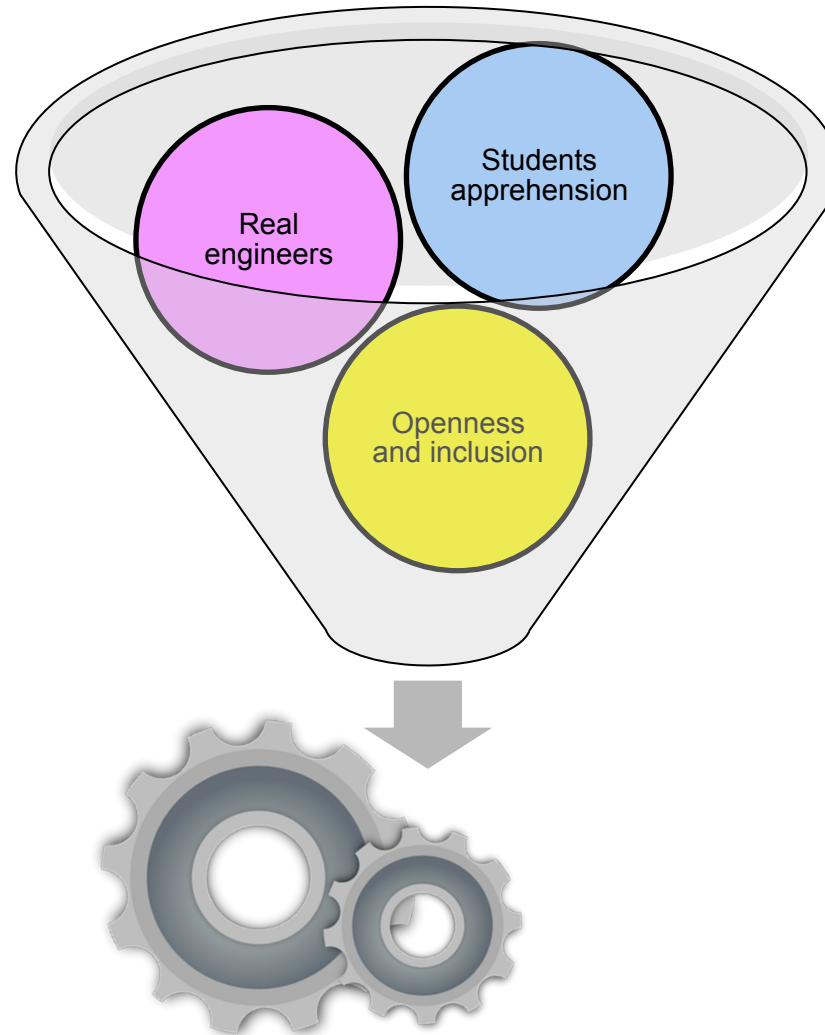 Students
apprehension
Real
engineers
Openness
and inclusion